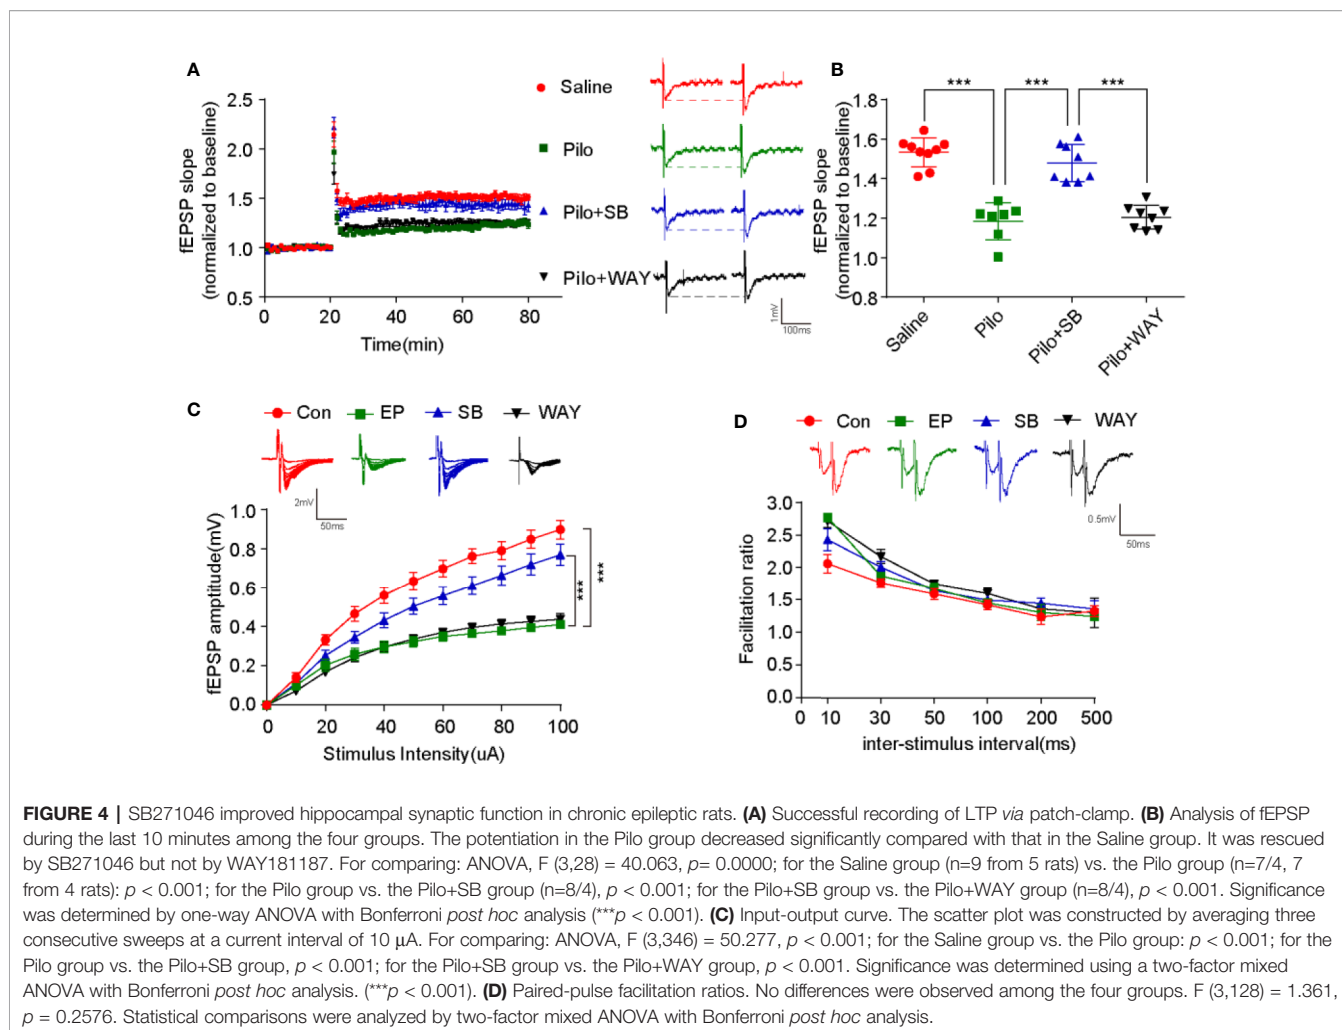 A
Saline
Pilo
Pilo+SB
Pilo+WAY
fEPSP slope
(normalized to baseline)
2.5
2.0
1.5
1.0
0.5
0 20 40 60 80
Time(min)
1mV
100ms
B
*** *** ***
fEPSP slope
(normalized to baseline)
1.8
1.6
1.4
1.2
1.0
0.8
Saline
Pilo
Pilo+SB
Pilo+WAY
C
Con EP SB WAY
2mV
50ms
fEPSP amplitude(mV)
1.0
0.8
0.6
0.4
0.2
0.0
0 20 40 60 80 100
Stimulus Intensity(uA)
***
***
D
Con EP SB WAY
0.5mV
50ms
Facilitation ratio
3.0
2.5
2.0
1.5
1.0
0.5
0.0
0 10 30 50 100 200 500
inter-stimulus interval(ms)
FIGURE 4 | SB271046 improved hippocampal synaptic function in chronic epileptic rats. (A) Successful recording of LTP via patch-clamp. (B) Analysis of fEPSP
during the last 10 minutes among the four groups. The potentiation in the Pilo group decreased significantly compared with that in the Saline group. It was rescued
by SB271046 but not by WAY181187. For comparing: ANOVA, F (3,28) = 40.063, p= 0.0000; for the Saline group (n=9 from 5 rats) vs. the Pilo group (n=7/4, 7
from 4 rats): p < 0.001; for the Pilo group vs. the Pilo+SB group (n=8/4), p < 0.001; for the Pilo+SB group vs. the Pilo+WAY group (n=8/4), p < 0.001. Significance
was determined by one-way ANOVA with Bonferroni post hoc analysis (***p < 0.001). (C) Input-output curve. The scatter plot was constructed by averaging three
consecutive sweeps at a current interval of 10 μA. For comparing: ANOVA, F (3,346) = 50.277, p < 0.001; for the Saline group vs. the Pilo group: p < 0.001; for the
Pilo group vs. the Pilo+SB group, p < 0.001; for the Pilo+SB group vs. the Pilo+WAY group, p < 0.001. Significance was determined using a two-factor mixed
ANOVA with Bonferroni post hoc analysis. (***p < 0.001). (D) Paired-pulse facilitation ratios. No differences were observed among the four groups. F (3,128) = 1.361,
p = 0.2576. Statistical comparisons were analyzed by two-factor mixed ANOVA with Bonferroni post hoc analysis.